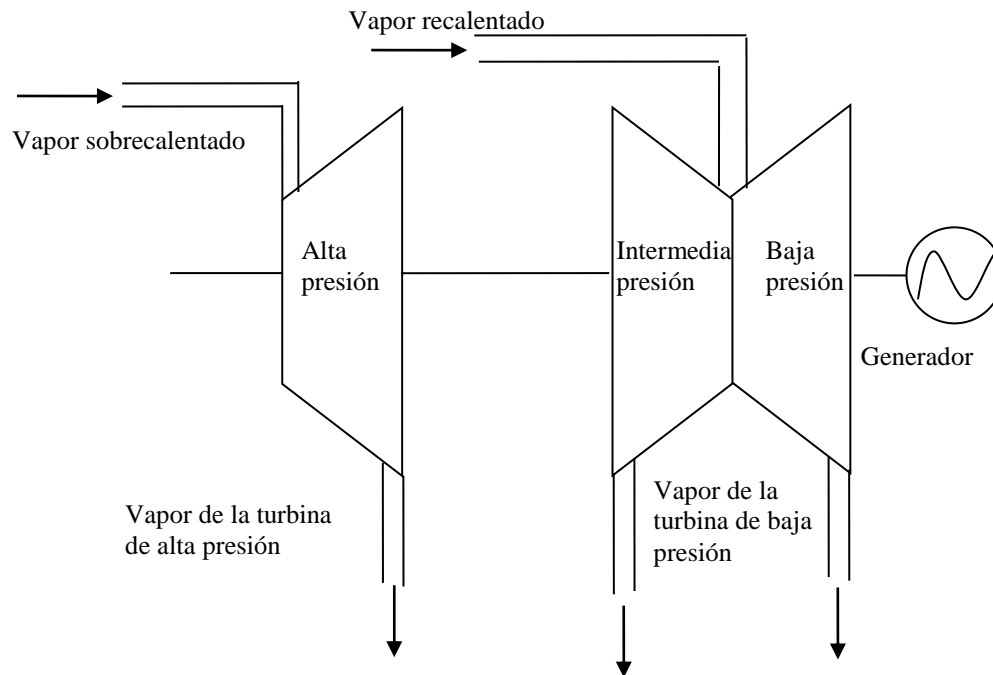 Vapor recalentado
Vapor sobrecalentado
Alta
presión
Intermedia
presión
Baja
presión
Generador
Vapor de la turbina
de alta presión
Vapor de la
turbina de baja
presión